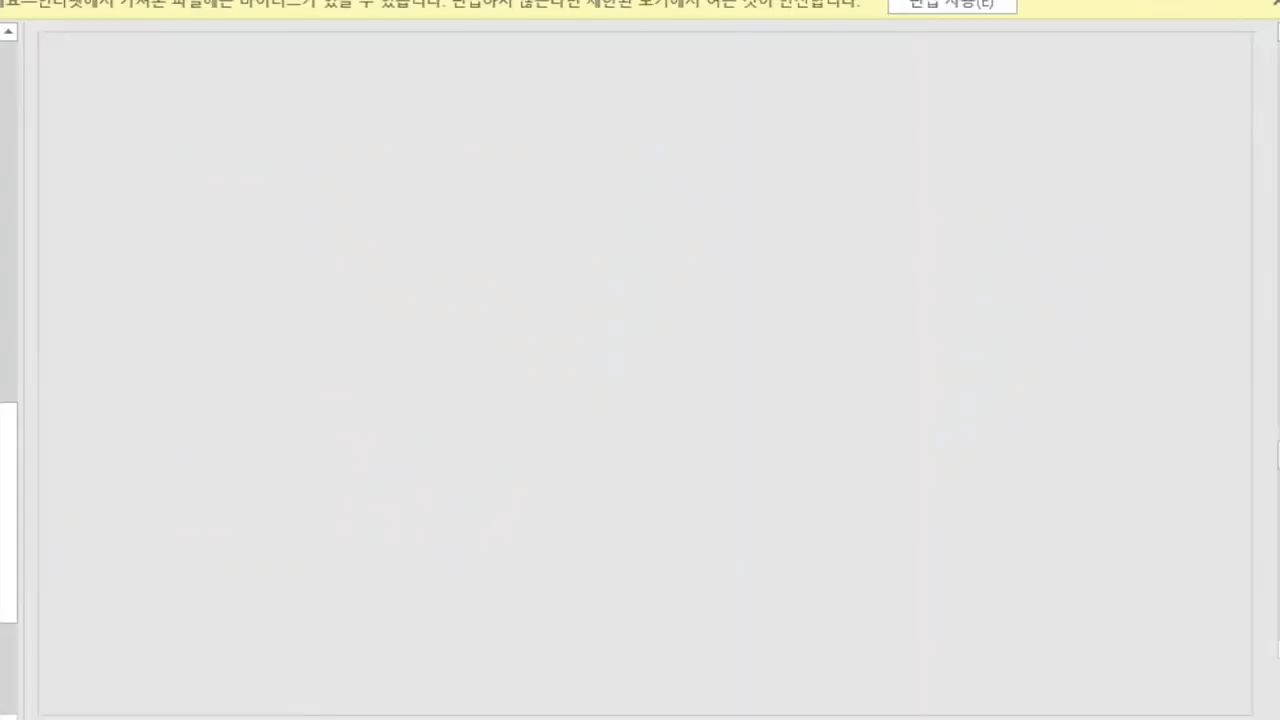 요—인터넷에서 가져온 파일에는 바이러스가 있을 수 있습니다. 편집하지 않는다면 제한된 보기에서 여는 것이 안전합니다.
편집 사용(E)